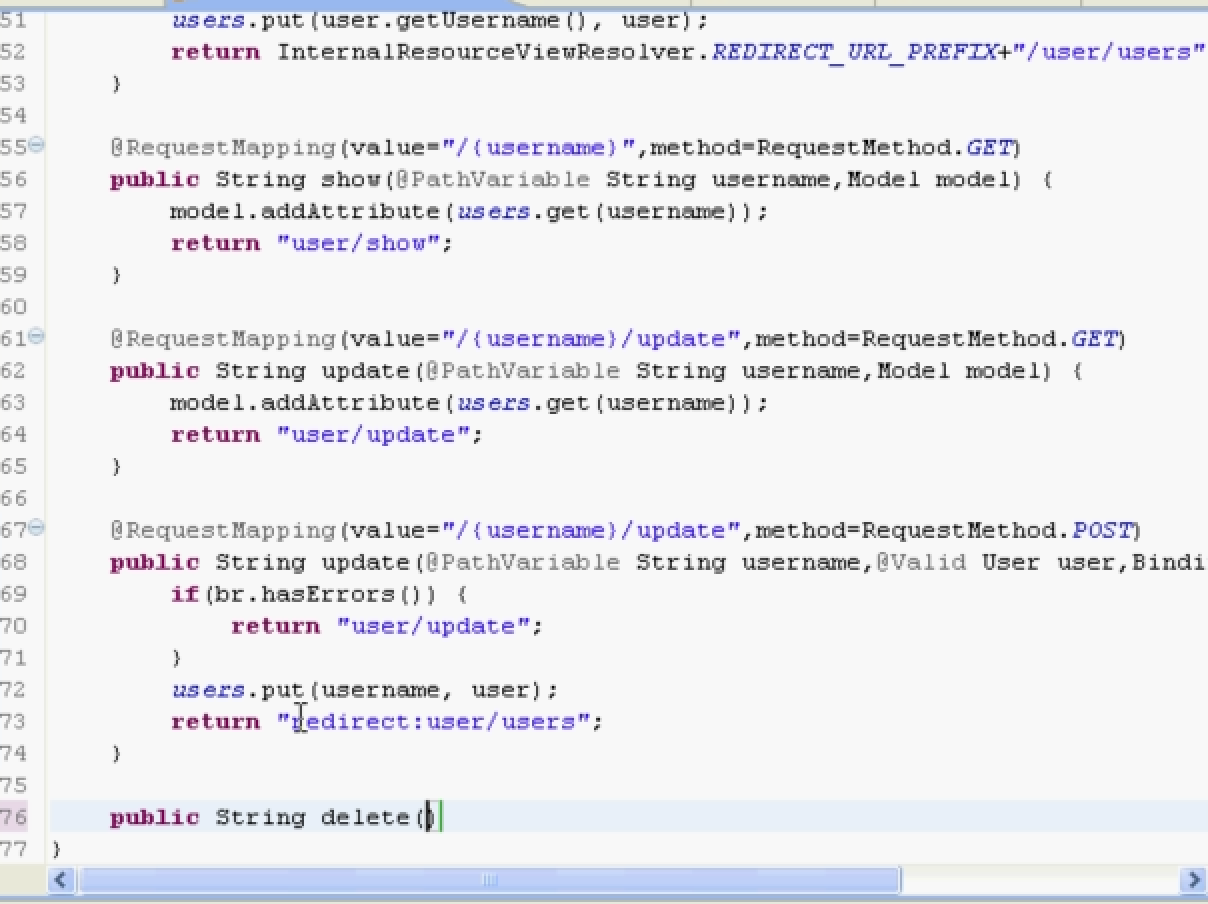 51 users.put(user.getUsername(), user);
52 return InternalResourceViewResolver.REDIRECT_URL_PREFIX+"/user/users"
53 }
54
55 @RequestMapping(value="/{username}",method=RequestMethod.GET)
56 public String show(@PathVariable String username,Model model) {
57 model.addAttribute(users.get(username));
58 return "user/show";
59 }
60
61 @RequestMapping(value="/{username}/update",method=RequestMethod.GET)
62 public String update(@PathVariable String username,Model model) {
63 model.addAttribute(users.get(username));
64 return "user/update";
65 }
66
67 @RequestMapping(value="/{username}/update",method=RequestMethod.POST)
68 public String update(@PathVariable String username,@Valid User user,Bindi
69 if(br.hasErrors()) {
70 return "user/update";
71 }
72 users.put(username, user);
73 return "redirect:user/users";
74 }
75
76 public String delete()
77 }